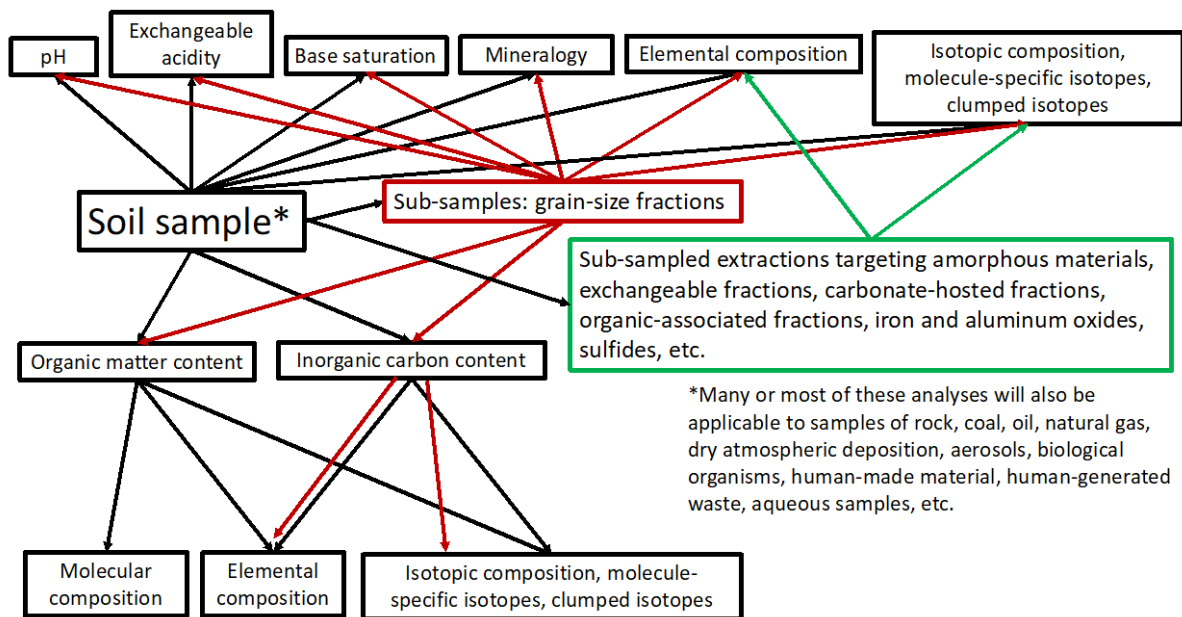 pH
Exchangeable
acidity
Base saturation
Mineralogy
Elemental composition
Isotopic composition,
molecule-specific isotopes,
clumped isotopes
Soil sample*
Sub-samples: grain-size fractions
Sub-sampled extractions targeting amorphous materials,
exchangeable fractions, carbonate-hosted fractions,
organic-associated fractions, iron and aluminum oxides,
sulfides, etc.
Organic matter content
Inorganic carbon content
*Many or most of these analyses will also be
applicable to samples of rock, coal, oil, natural gas,
dry atmospheric deposition, aerosols, biological
organisms, human-made material, human-generated
waste, aqueous samples, etc.
Molecular
composition
Elemental
composition
Isotopic composition, molecule-
specific isotopes, clumped isotopes